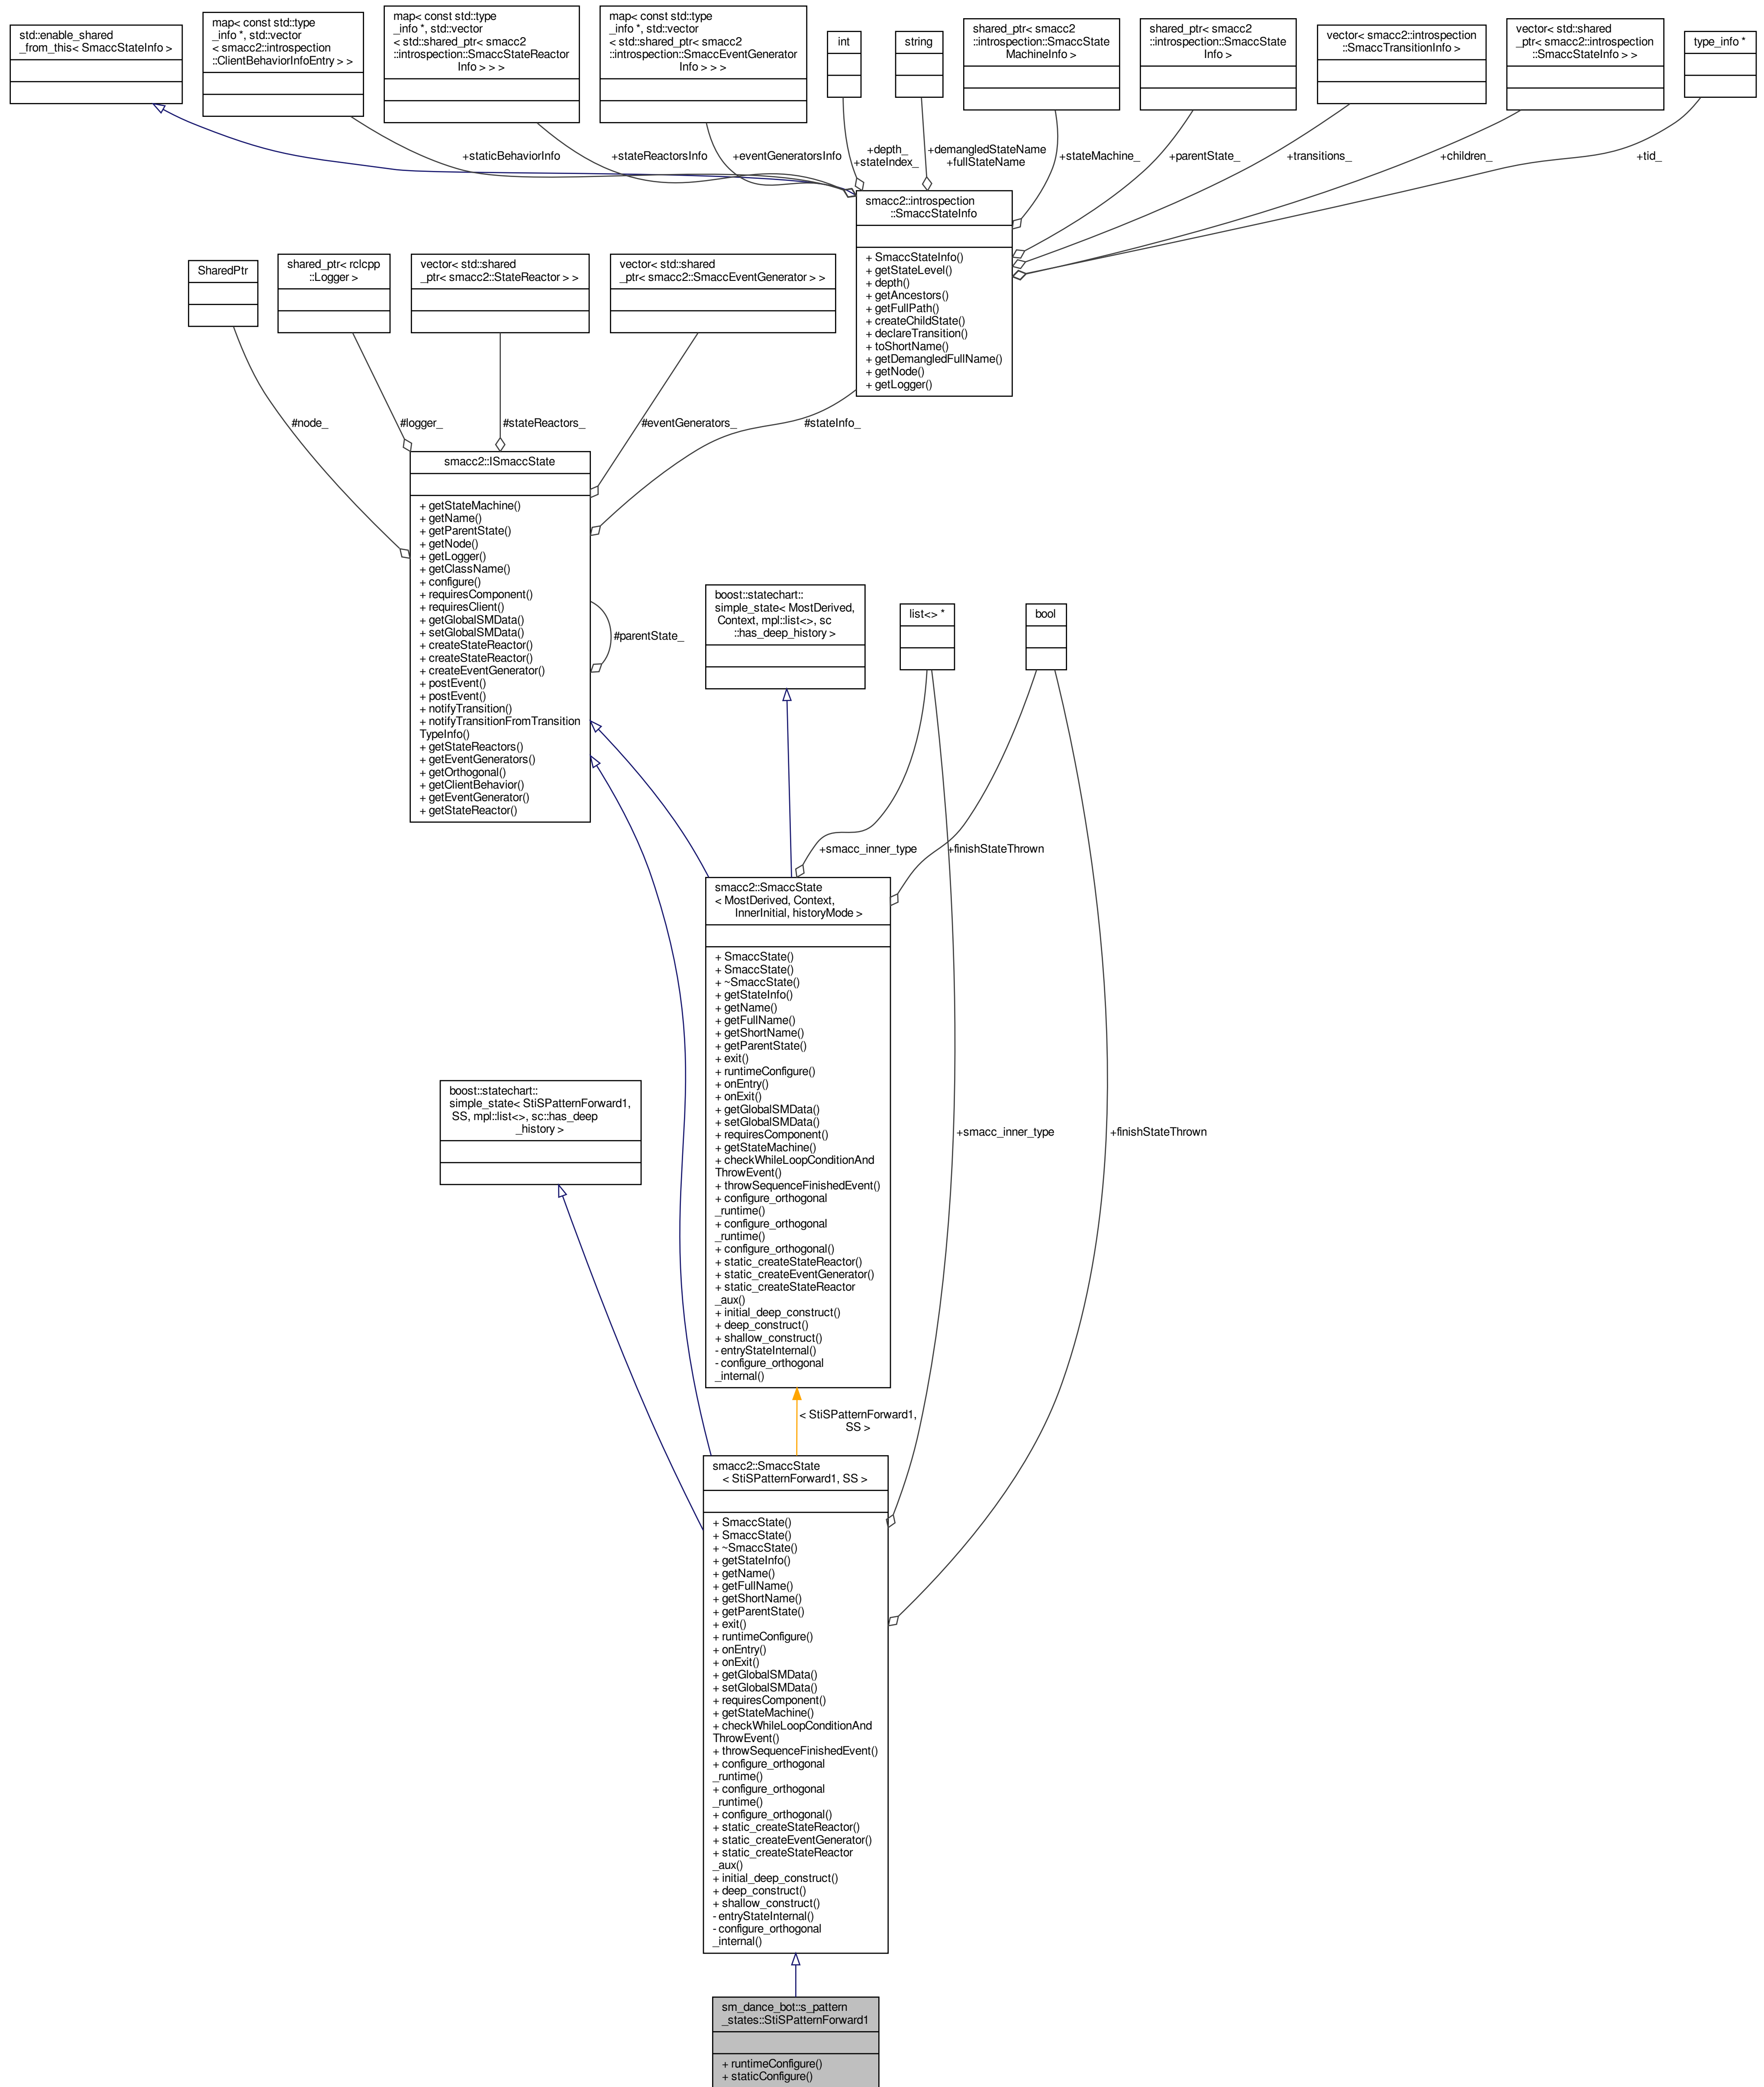 std::enable_shared
_from_this< SmaccStateInfo >
map< const std::type
_info *, std::vector
< smacc2::introspection
::ClientBehaviorInfoEntry > >
map< const std::type
_info *, std::vector
< std::shared_ptr< smacc2
::introspection::SmaccStateReactor
Info > > >
map< const std::type
_info *, std::vector
< std::shared_ptr< smacc2
::introspection::SmaccEventGenerator
Info > > >
int
string
shared_ptr< smacc2
::introspection::SmaccState
MachineInfo >
shared_ptr< smacc2
::introspection::SmaccState
Info >
vector< smacc2::introspection
::SmaccTransitionInfo >
vector< std::shared
_ptr< smacc2::introspection
::SmaccStateInfo > >
type_info *
+staticBehaviorInfo
+stateReactorsInfo
+eventGeneratorsInfo
+depth_
+stateIndex_
+demangledStateName
+fullStateName
+stateMachine_
+parentState_
+transitions_
+children_
+tid_
smacc2::introspection
::SmaccStateInfo
+ SmaccStateInfo()
+ getStateLevel()
+ depth()
+ getAncestors()
+ getFullPath()
+ createChildState()
+ declareTransition()
+ toShortName()
+ getDemangledFullName()
+ getNode()
+ getLogger()
SharedPtr
shared_ptr< rclcpp
::Logger >
vector< std::shared
_ptr< smacc2::StateReactor > >
vector< std::shared
_ptr< smacc2::SmaccEventGenerator > >
#node_
#logger_
#stateReactors_
#eventGenerators_
#stateInfo_
smacc2::ISmaccState
+ getStateMachine()
+ getName()
+ getParentState()
+ getNode()
+ getLogger()
+ getClassName()
+ configure()
+ requiresComponent()
+ requiresClient()
+ getGlobalSMData()
+ setGlobalSMData()
+ createStateReactor()
+ createStateReactor()
+ createEventGenerator()
+ postEvent()
+ postEvent()
+ notifyTransition()
+ notifyTransitionFromTransition
TypeInfo()
+ getStateReactors()
+ getEventGenerators()
+ getOrthogonal()
+ getClientBehavior()
+ getEventGenerator()
+ getStateReactor()
#parentState_
boost::statechart::
simple_state< MostDerived,
Context, mpl::list<>, sc
::has_deep_history >
list<> *
bool
+smacc_inner_type
+finishStateThrown
smacc2::SmaccState
< MostDerived, Context,
InnerInitial, historyMode >
+ SmaccState()
+ SmaccState()
+ ~SmaccState()
+ getStateInfo()
+ getName()
+ getFullName()
+ getShortName()
+ getParentState()
+ exit()
+ runtimeConfigure()
+ onEntry()
+ onExit()
+ getGlobalSMData()
+ setGlobalSMData()
+ requiresComponent()
+ getStateMachine()
+ checkWhileLoopConditionAnd
ThrowEvent()
+ throwSequenceFinishedEvent()
+ configure_orthogonal
_runtime()
+ configure_orthogonal
_runtime()
+ configure_orthogonal()
+ static_createStateReactor()
+ static_createEventGenerator()
+ static_createStateReactor
_aux()
+ initial_deep_construct()
+ deep_construct()
+ shallow_construct()
- entryStateInternal()
- configure_orthogonal
_internal()
boost::statechart::
simple_state< StiSPatternForward1,
SS, mpl::list<>, sc::has_deep
_history >
+smacc_inner_type
+finishStateThrown
< StiSPatternForward1,
SS >
smacc2::SmaccState
< StiSPatternForward1, SS >
+ SmaccState()
+ SmaccState()
+ ~SmaccState()
+ getStateInfo()
+ getName()
+ getFullName()
+ getShortName()
+ getParentState()
+ exit()
+ runtimeConfigure()
+ onEntry()
+ onExit()
+ getGlobalSMData()
+ setGlobalSMData()
+ requiresComponent()
+ getStateMachine()
+ checkWhileLoopConditionAnd
ThrowEvent()
+ throwSequenceFinishedEvent()
+ configure_orthogonal
_runtime()
+ configure_orthogonal
_runtime()
+ configure_orthogonal()
+ static_createStateReactor()
+ static_createEventGenerator()
+ static_createStateReactor
_aux()
+ initial_deep_construct()
+ deep_construct()
+ shallow_construct()
- entryStateInternal()
- configure_orthogonal
_internal()
sm_dance_bot::s_pattern
_states::StiSPatternForward1
+ runtimeConfigure()
+ staticConfigure()